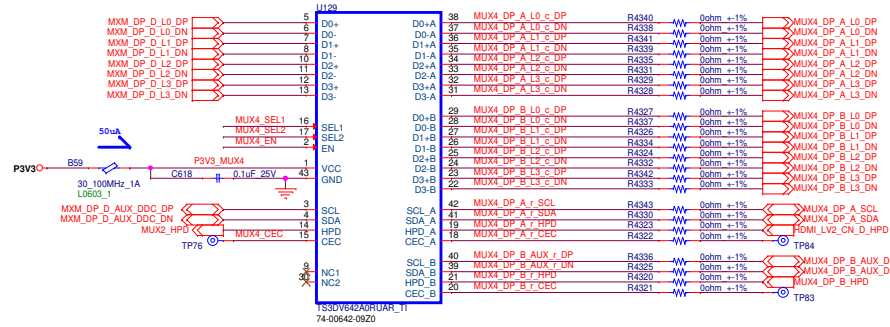 U129
MXM_DP_D_L0_DP 5 D0+ D0+A 38 MUX4_DP_A_L0_c_DP R4340 0ohm +-1% MUX4_DP_A_L0_DP
MXM_DP_D_L0_DN 6 D0- D0-A 37 MUX4_DP_A_L0_c_DN R4338 0ohm +-1% MUX4_DP_A_L0_DN
MXM_DP_D_L1_DP 7 D1+ D1+A 36 MUX4_DP_A_L1_c_DP R4341 0ohm +-1% MUX4_DP_A_L1_DP
MXM_DP_D_L1_DN 8 D1- D1-A 35 MUX4_DP_A_L1_c_DN R4339 0ohm +-1% MUX4_DP_A_L1_DN
MXM_DP_D_L2_DP 10 D2+ D2+A 34 MUX4_DP_A_L2_c_DP R4335 0ohm +-1% MUX4_DP_A_L2_DP
MXM_DP_D_L2_DN 11 D2- D2-A 33 MUX4_DP_A_L2_c_DN R4331 0ohm +-1% MUX4_DP_A_L2_DN
MXM_DP_D_L3_DP 12 D3+ D3+A 32 MUX4_DP_A_L3_c_DP R4329 0ohm +-1% MUX4_DP_A_L3_DP
MXM_DP_D_L3_DN 13 D3- D3-A 31 MUX4_DP_A_L3_c_DN R4328 0ohm +-1% MUX4_DP_A_L3_DN
D0+B 29 MUX4_DP_B_L0_c_DP R4327 0ohm +-1% MUX4_DP_B_L0_DP
MUX4_SEL1 16 SEL1 D0-B 28 MUX4_DP_B_L0_c_DN R4337 0ohm +-1% MUX4_DP_B_L0_DN
MUX4_SEL2 17 SEL2 D1+B 27 MUX4_DP_B_L1_c_DP R4326 0ohm +-1% MUX4_DP_B_L1_DP
MUX4_EN 2 EN D1-B 26 MUX4_DP_B_L1_c_DN R4334 0ohm +-1% MUX4_DP_B_L1_DN
50uA
D2+B 25 MUX4_DP_B_L2_c_DP R4324 0ohm +-1% MUX4_DP_B_L2_DP
P3V3 B59 P3V3_MUX4 1 VCC D2-B 24 MUX4_DP_B_L2_c_DN R4332 0ohm +-1% MUX4_DP_B_L2_DN
C618 0.1uF_25V 43 GND D3+B 23 MUX4_DP_B_L3_c_DP R4342 0ohm +-1% MUX4_DP_B_L3_DP
30_100MHz_1A D3-B 22 MUX4_DP_B_L3_c_DN R4333 0ohm +-1% MUX4_DP_B_L3_DN
L0603_1
MXM_DP_D_AUX_DDC_DP 3 SCL SCL_A 42 MUX4_DP_A_r_SCL R4343 0ohm +-1% MUX4_DP_A_SCL
MXM_DP_D_AUX_DDC_DN 4 SDA SDA_A 41 MUX4_DP_A_r_SDA R4330 0ohm +-1% MUX4_DP_A_SDA
MUX2_HPD 14 HPD HPD_A 19 MUX4_DP_A_r_HPD R4323 0ohm +-1% HDMI_LV2_CN_D_HPD
TP76 MUX4_CEC 15 CEC CEC_A 18 MUX4_DP_A_r_CEC R4322 0ohm +-1% TP84
SCL_B 40 MUX4_DP_B_AUX_r_DP R4336 0ohm +-1% MUX4_DP_B_AUX_D
9 NC1 SDA_B 39 MUX4_DP_B_AUX_r_DN R4325 0ohm +-1% MUX4_DP_B_AUX_D
30 NC2 HPD_B 21 MUX4_DP_B_r_HPD R4320 0ohm +-1% MUX4_DP_B_HPD
CEC_B 20 MUX4_DP_B_r_CEC R4321 0ohm +-1% TP83
TS3DV642A0RUAR_TI
74-00642-09Z0